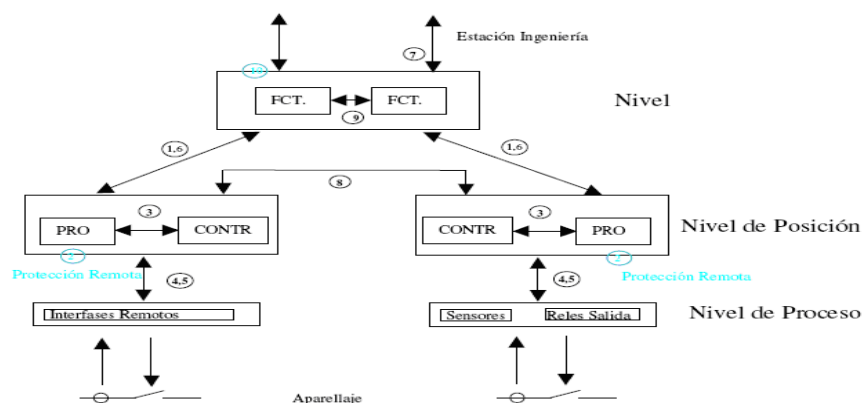 Estación Ingeniería
7
10
FCT. FCT.
9
Nivel
1,6 1,6
8
PRO 3 CONTR
CONTR 3 PRO
Nivel de Posición
2 2
Protección Remota
Protección Remota
4,5 4,5
Interfases Remotos
Sensores Reles Salida
Nivel de Proceso
Aparellaje